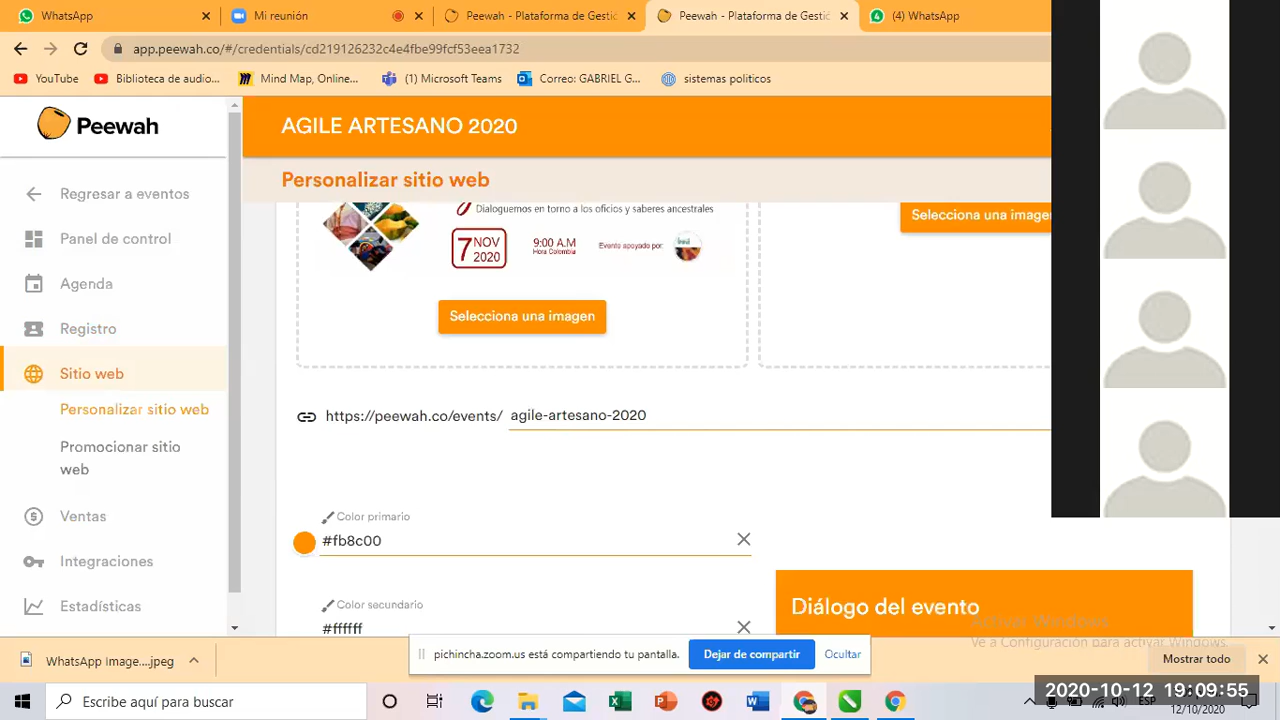 WhatsApp
Mi reunión
Peewah - Plataforma de Gestic
Peewah - Plataforma de Gestic
(4) WhatsApp
app.peewah.co/#/credentials/cd219126232c4e4fbe99fcf53eea1732
YouTube
Biblioteca de audio...
Mind Map, Online...
(1) Microsoft Teams
Correo: GABRIEL G...
sistemas politicos
Peewah
AGILE ARTESANO 2020
Personalizar sitio web
Regresar a eventos
Panel de control
Agenda
Registro
Sitio web
Personalizar sitio web
Promocionar sitio
web
Ventas
Integraciones
Estadísticas
Dialoguemos en torno a los oficios y saberes ancestrales
7 NOV
2020
9:00 A.M
Hora Colombia
Evento apoyado por:
Selecciona una imagen
Selecciona una imagen
https://peewah.co/events/ agile-artesano-2020
Color primario
#fb8c00
Color secundario
#ffffff
Diálogo del evento
Activar Windows
Ve a Configuración para activar Windows.
pichincha.zoom.us está compartiendo tu pantalla.
Dejar de compartir
Ocultar
WhatsApp Image....jpeg
Mostrar todo
Escribe aquí para buscar
ESP
2020-10-12 19:09:55
12/10/2020